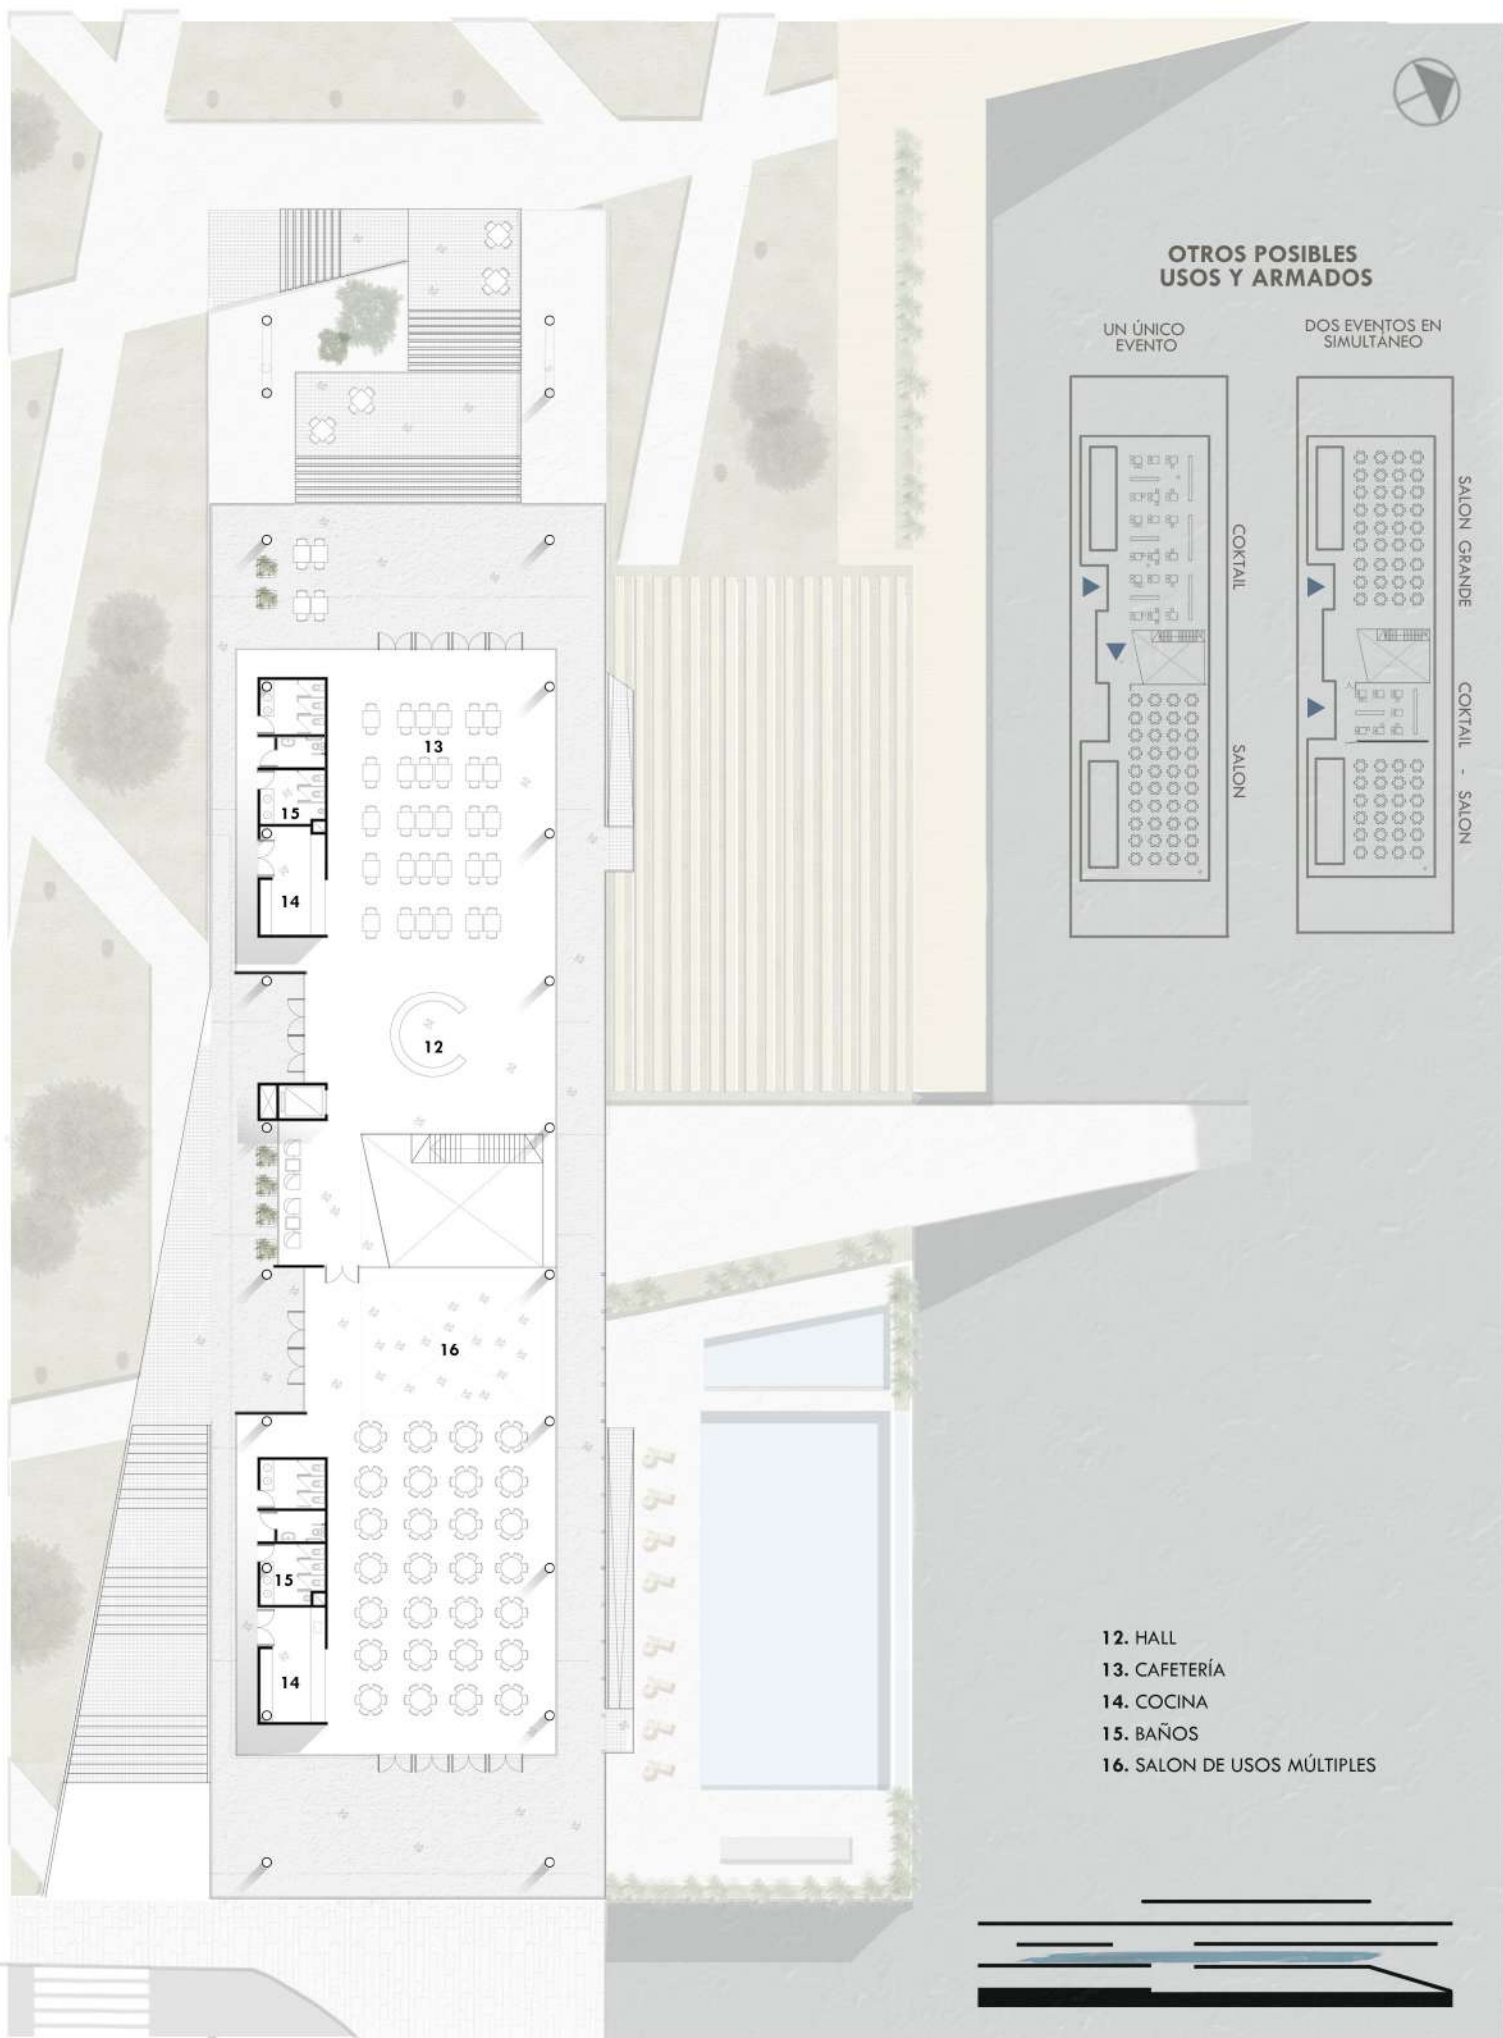 OTROS POSIBLES
USOS Y ARMADOS
UN ÚNICO
EVENTO
DOS EVENTOS EN
SIMULTÁNEO
COKTAIL
SALON
SALON GRANDE
COKTAIL - SALON
13
15
14
12
16
15
14
12. HALL
13. CAFETERÍA
14. COCINA
15. BAÑOS
16. SALON DE USOS MÚLTIPLES